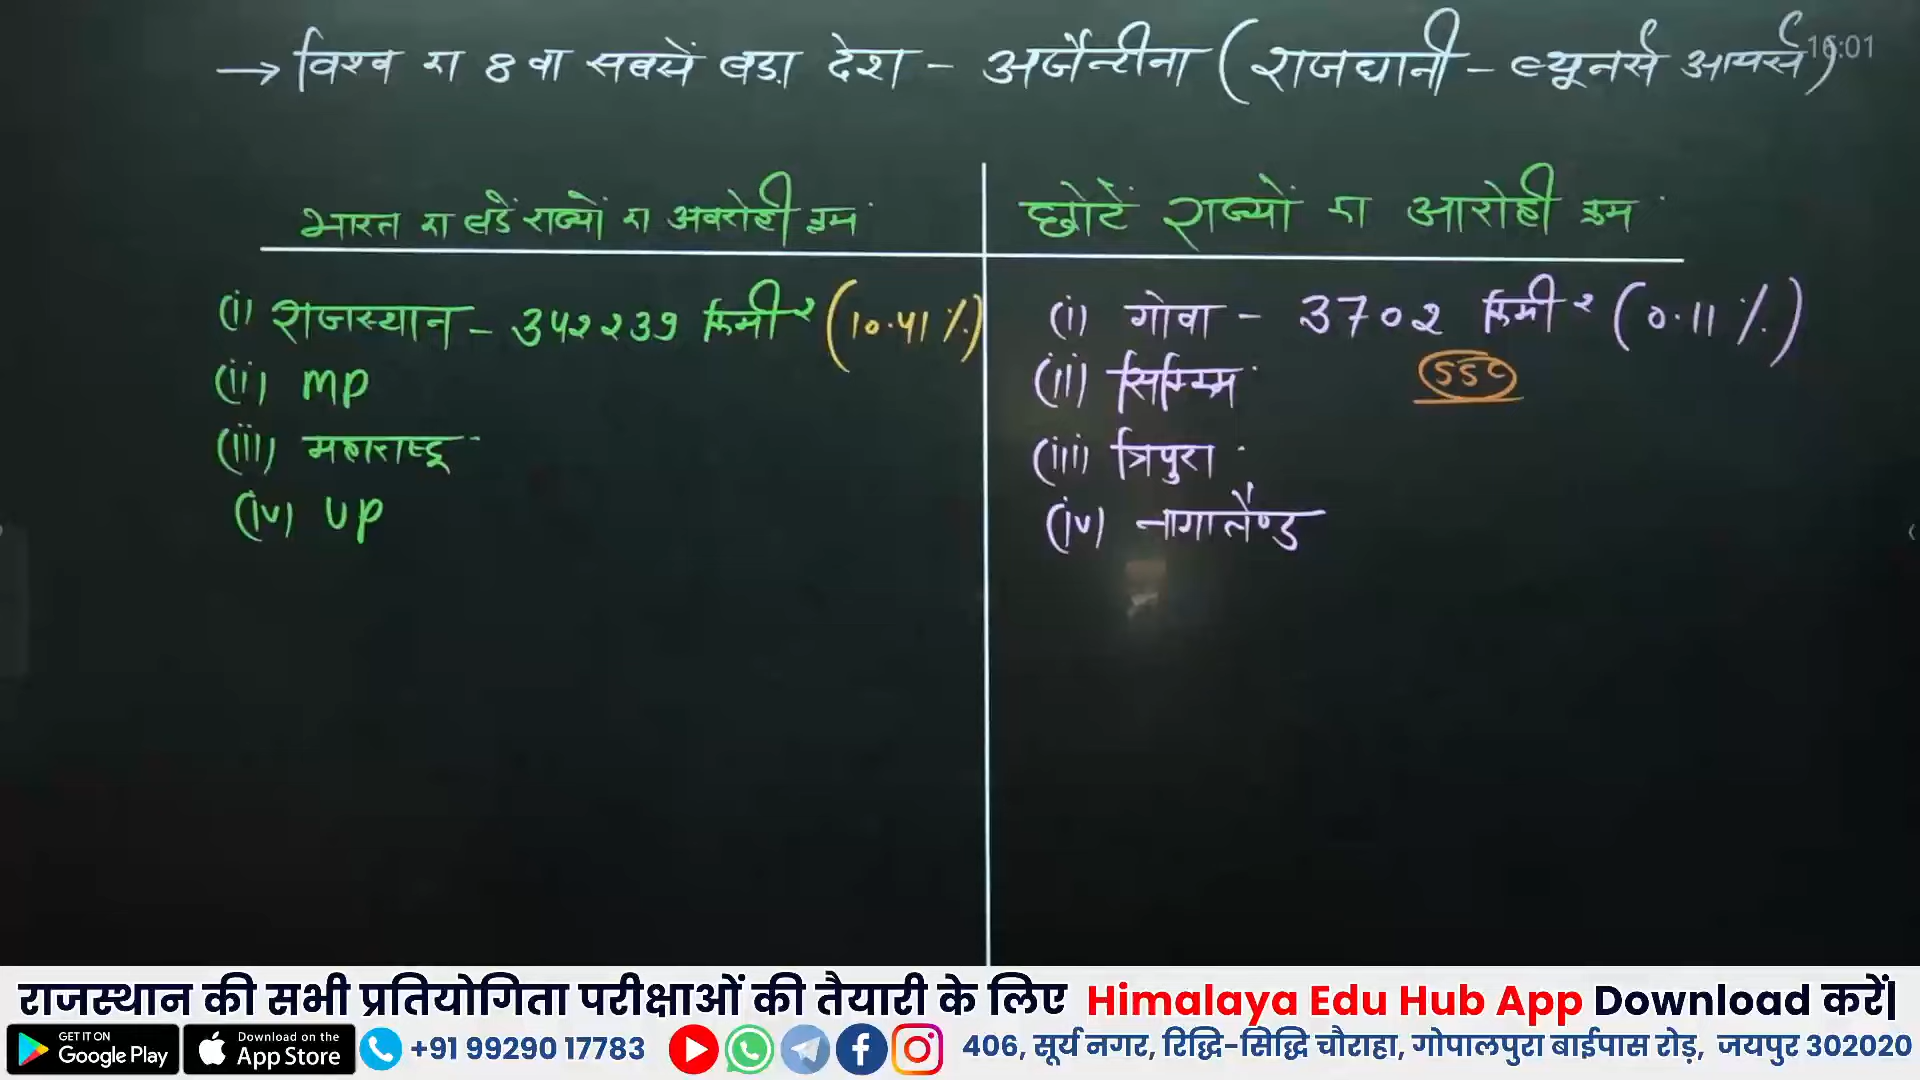 → विश्व का 8 वा सबसें बडा़ देश - अर्जेन्टीना ( राजधानी - ब्यूनर्स आयर्स )
16:01
भारत का बडें राज्यों का अवरोही क्रम
छोटें राज्यों का आरोही क्रम
(i) राजस्थान - 342239 किमी² (10.41%)
(ii) MP
(iii) महाराष्ट्र
(iv) UP
(i) गोवा - 3702 किमी² (0.11%)
(ii) सिक्किम
SSC
(iii) त्रिपुरा
(iv) नागालैण्ड
राजस्थान की सभी प्रतियोगिता परीक्षाओं की तैयारी के लिए Himalaya Edu Hub App Download करें|
GET IT ON Google Play Download on the App Store +91 99290 17783 406, सूर्य नगर, रिद्धि-सिद्धि चौराहा, गोपालपुरा बाईपास रोड़, जयपुर 302020